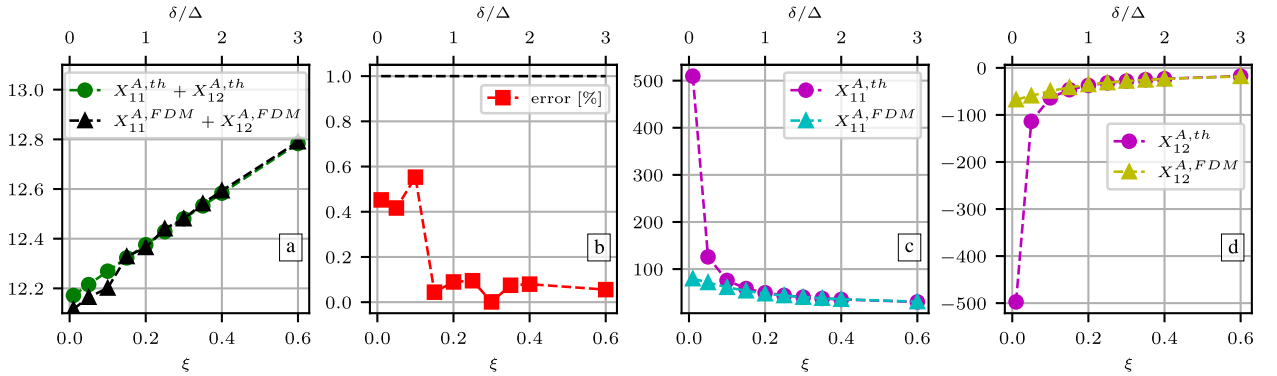 δ/Δ
0 1 2 3
13.0
12.8
12.6
12.4
12.2
X_{11}^{A,th} + X_{12}^{A,th}
X_{11}^{A,FDM} + X_{12}^{A,FDM}
a
0.0 0.2 0.4 0.6
ξ
δ/Δ
0 1 2 3
1.0
0.8
0.6
0.4
0.2
0.0
error [%]
b
0.0 0.2 0.4 0.6
ξ
δ/Δ
0 1 2 3
500
400
300
200
100
X_{11}^{A,th}
X_{11}^{A,FDM}
c
0.0 0.2 0.4 0.6
ξ
δ/Δ
0 1 2 3
0
−100
−200
−300
−400
−500
X_{12}^{A,th}
X_{12}^{A,FDM}
d
0.0 0.2 0.4 0.6
ξ